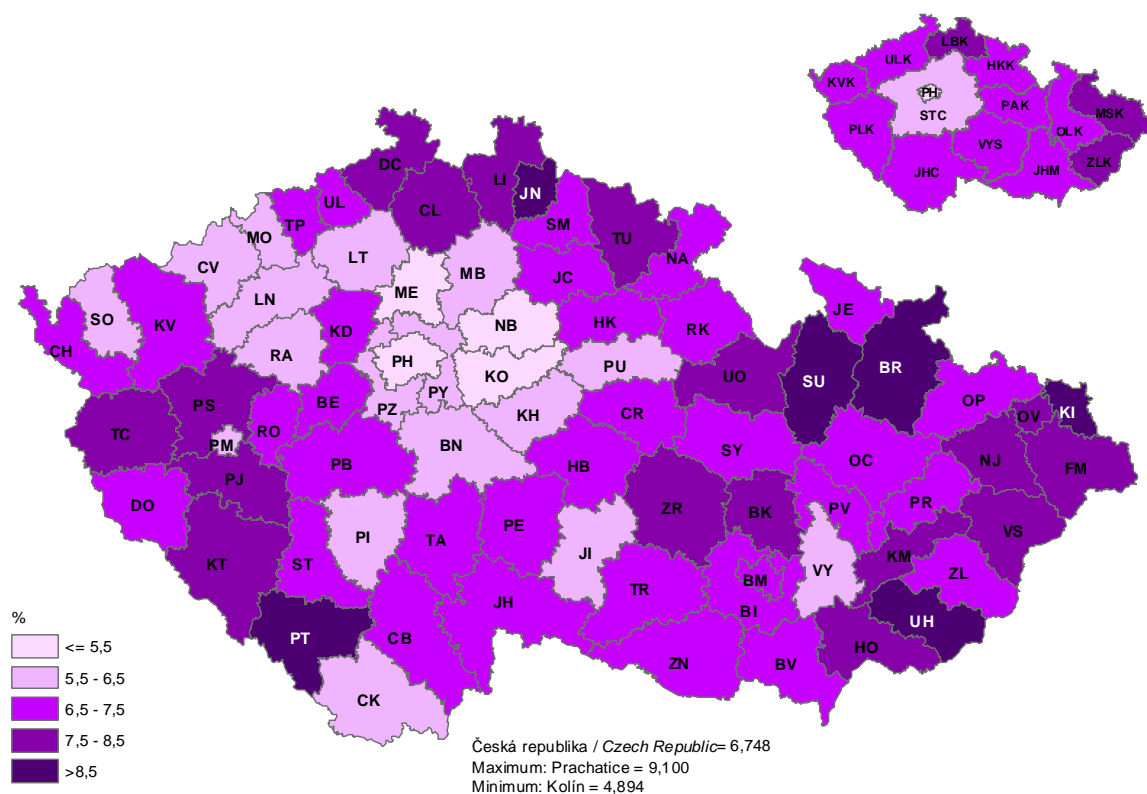 LBK
ULK
HKK
KVK
PH
PAK
STC
MSK
PLK
OLK
VYS
ZLK
JHC
JHM
DC
LI
JN
UL
CL
TP
SM
MO
TU
LT
NA
CV
MB
JC
ME
LN
SO
KV
JE
NB
HK
RK
KD
CH
RA
PH
PU
BR
KO
UO
SU
PY
BE
PZ
KH
OP
KI
PS
CR
OV
TC
RO
PM
BN
SY
OC
NJ
FM
PB
HB
PJ
PR
DO
ZR
BK
PV
PE
VS
PI
TA
JI
KM
KT
ST
VY
ZL
BM
TR
JH
BI
UH
PT
CB
HO
ZN
BV
CK
%
<= 5,5
5,5 - 6,5
6,5 - 7,5
7,5 - 8,5
>8,5
Česká republika / Czech Republic= 6,748
Maximum: Prachatice = 9,100
Minimum: Kolín = 4,894